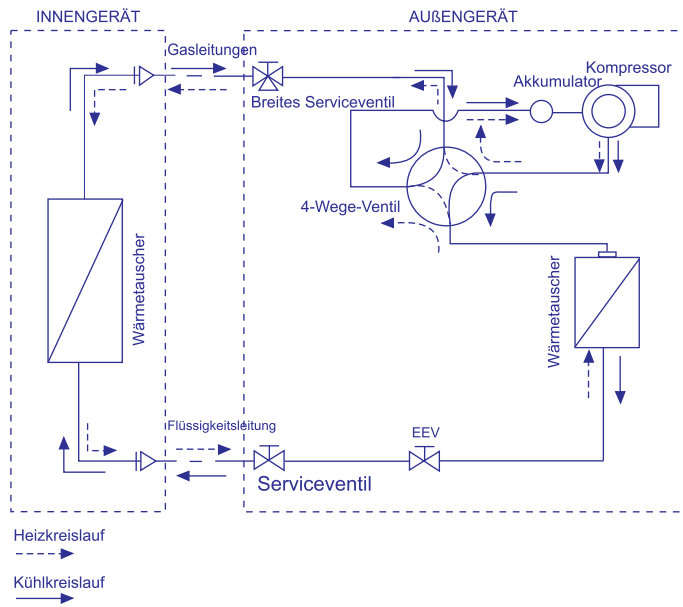 INNENGERÄT
AUßENGERÄT
Gasleitungen
Kompressor
Akkumulator
Breites Serviceventil
4-Wege-Ventil
Wärmetauscher
Wärmetauscher
Flüssigkeitsleitung
EEV
Serviceventil
Heizkreislauf
Kühlkreislauf